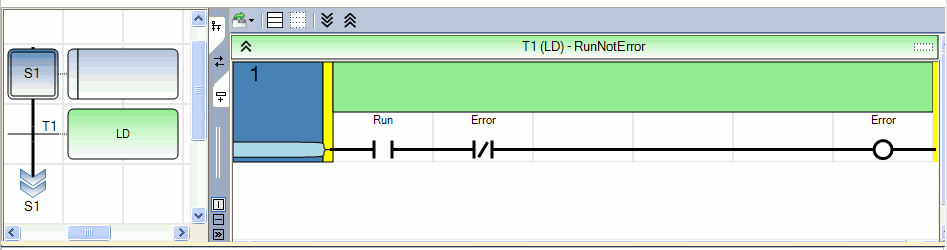 S1
T1
LD
S1
T1 (LD) - RunNotError
1
Run Error Error